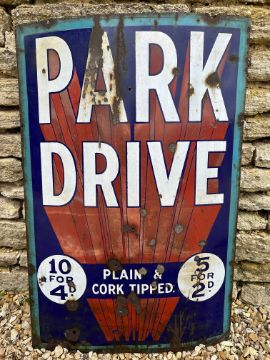 PARK
DRIVE
10 FOR 4D
PLAIN & CORK TIPPED.
5 FOR 2D